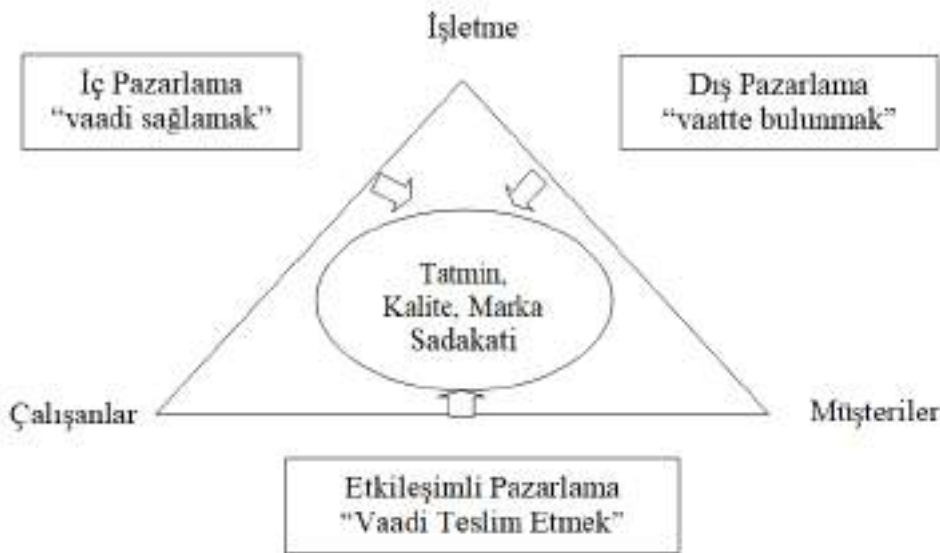 İşletme
İç Pazarlama
“vaadi sağlamak”
Dış Pazarlama
“vaatte bulunmak”
Tatmin,
Kalite, Marka
Sadakati
Çalışanlar
Müşteriler
Etkileşimli Pazarlama
“Vaadi Teslim Etmek”